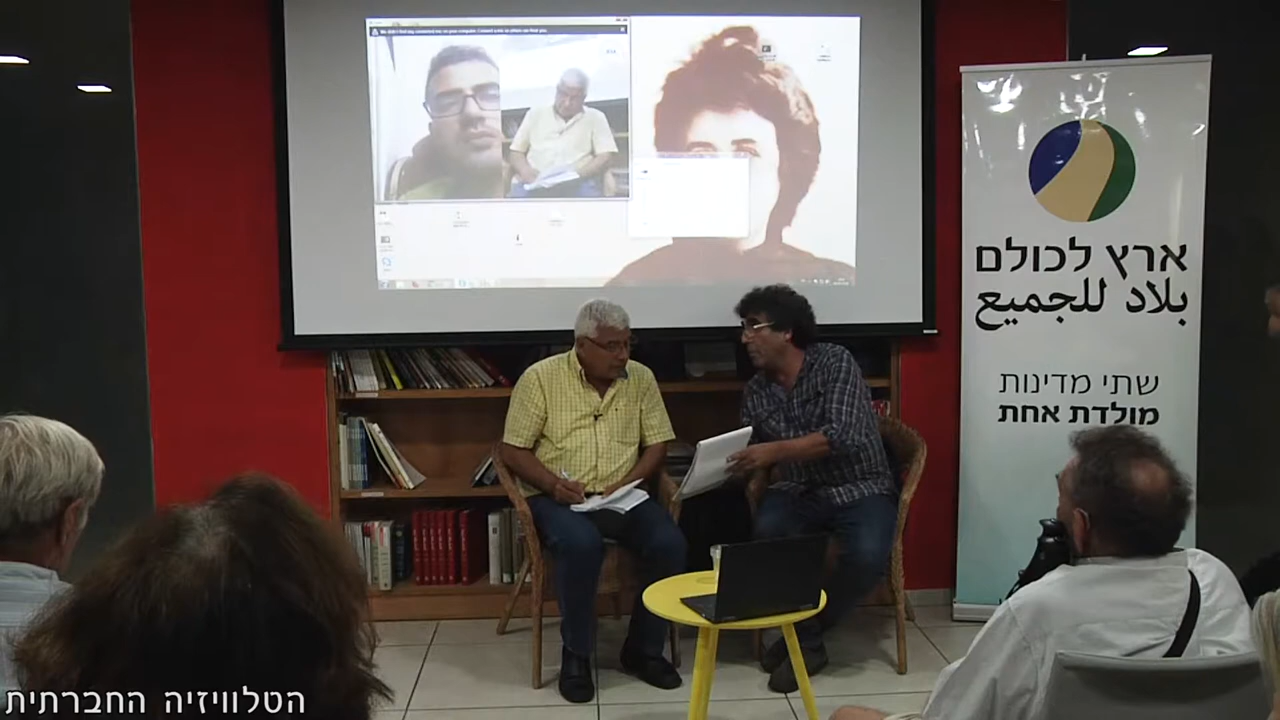 ארץ לכולם
بلاد للجميع
שתי מדינות
מולדת אחת
הטלוויזיה החברתית